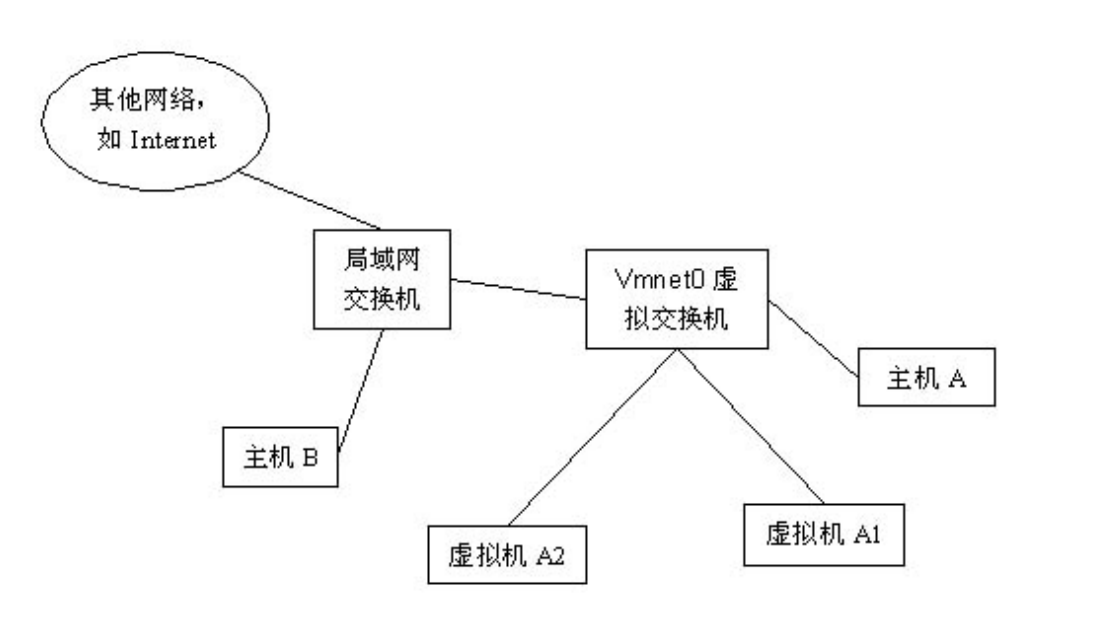 其他网络，
如 Internet
局域网
交换机
Vmnet0 虚
拟交换机
主机 A
主机 B
虚拟机 A2
虚拟机 A1